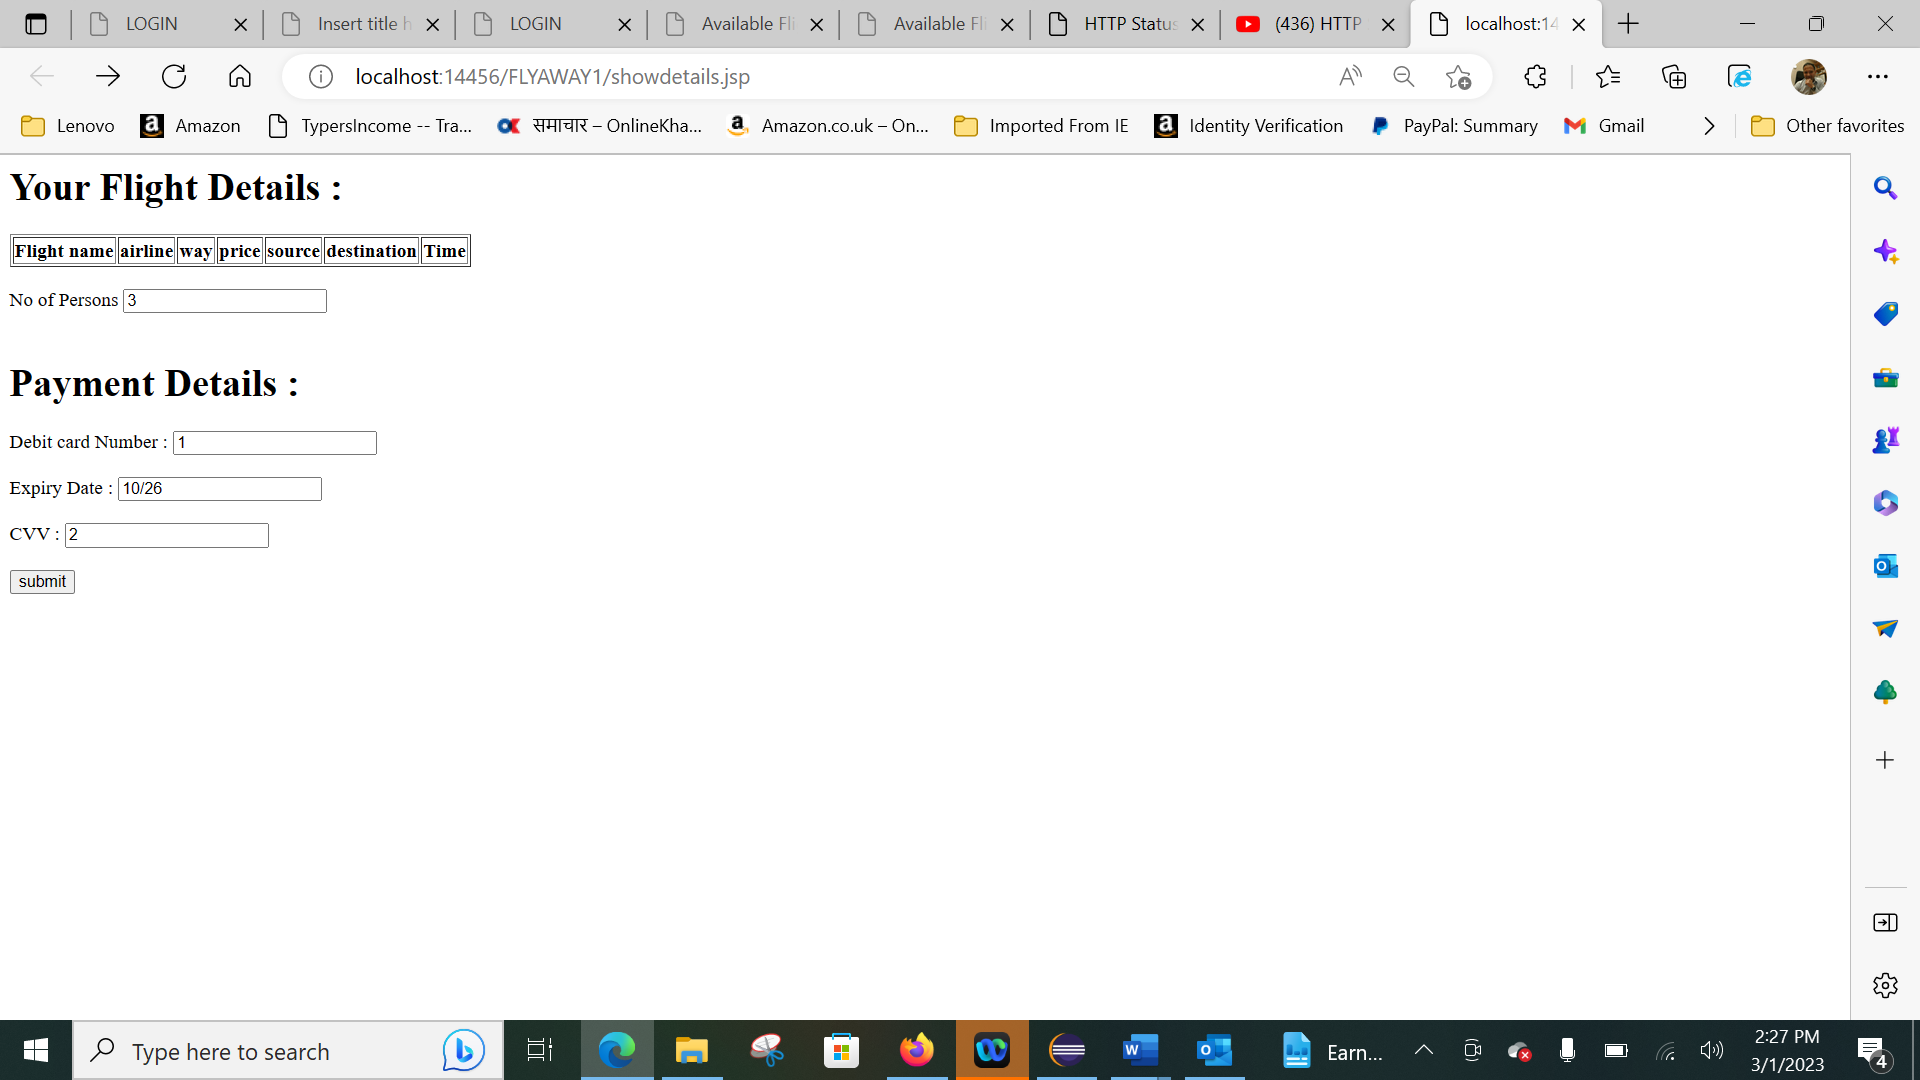 LOGIN
Insert title h
LOGIN
Available Fli
Available Fli
HTTP Status
(436) HTTP
localhost:14
localhost:14456/FLYAWAY1/showdetails.jsp
Lenovo
Amazon
TypersIncome -- Tra...
समाचार – OnlineKha...
Amazon.co.uk – On...
Imported From IE
Identity Verification
PayPal: Summary
Gmail
Other favorites
Your Flight Details :
Flight name airline way price source destination Time
No of Persons 3
Payment Details :
Debit card Number : 1
Expiry Date : 10/26
CVV : 2
submit
Type here to search
Earn...
2:27 PM
3/1/2023
4